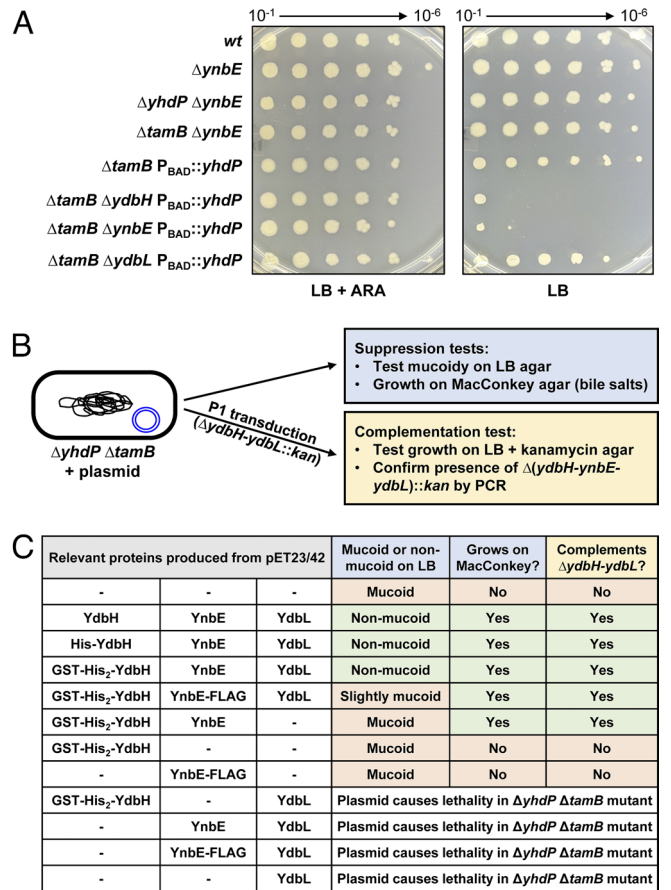 A
10-1 10-6 10-1 10-6
wt
ΔynbE
ΔyhdP ΔynbE
ΔtamB ΔynbE
ΔtamB PBAD::yhdP
ΔtamB ΔydbH PBAD::yhdP
ΔtamB ΔynbE PBAD::yhdP
ΔtamB ΔydbL PBAD::yhdP
LB + ARA LB
B
ΔyhdP ΔtamB
+ plasmid
P1 transduction
(ΔydbH-ydbL::kan)
Suppression tests:
• Test mucoidy on LB agar
• Growth on MacConkey agar (bile salts)
Complementation test:
• Test growth on LB + kanamycin agar
• Confirm presence of Δ(ydbH-ynbE-
ydbL)::kan by PCR
C
Relevant proteins produced from pET23/42 Mucoid or non-mucoid on LB Grows on MacConkey? Complements ΔydbH-ydbL?
- - - Mucoid No No
YdbH YnbE YdbL Non-mucoid Yes Yes
His-YdbH YnbE YdbL Non-mucoid Yes Yes
GST-His2-YdbH YnbE YdbL Non-mucoid Yes Yes
GST-His2-YdbH YnbE-FLAG YdbL Slightly mucoid Yes Yes
GST-His2-YdbH YnbE - Mucoid Yes Yes
GST-His2-YdbH - - Mucoid No No
- YnbE-FLAG - Mucoid No No
GST-His2-YdbH - YdbL Plasmid causes lethality in ΔyhdP ΔtamB mutant
- YnbE YdbL Plasmid causes lethality in ΔyhdP ΔtamB mutant
- YnbE-FLAG YdbL Plasmid causes lethality in ΔyhdP ΔtamB mutant
- - YdbL Plasmid causes lethality in ΔyhdP ΔtamB mutant